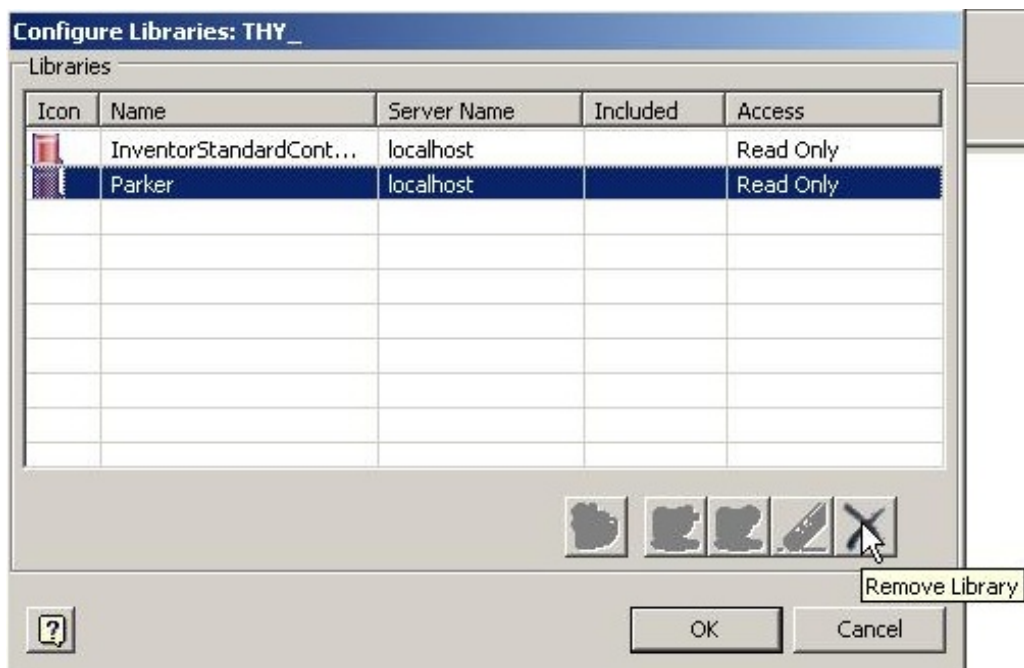 Configure Libraries: THY_
Libraries
Icon Name Server Name Included Access
InventorStandardCont... localhost Read Only
Parker localhost Read Only
Remove Library
? OK Cancel